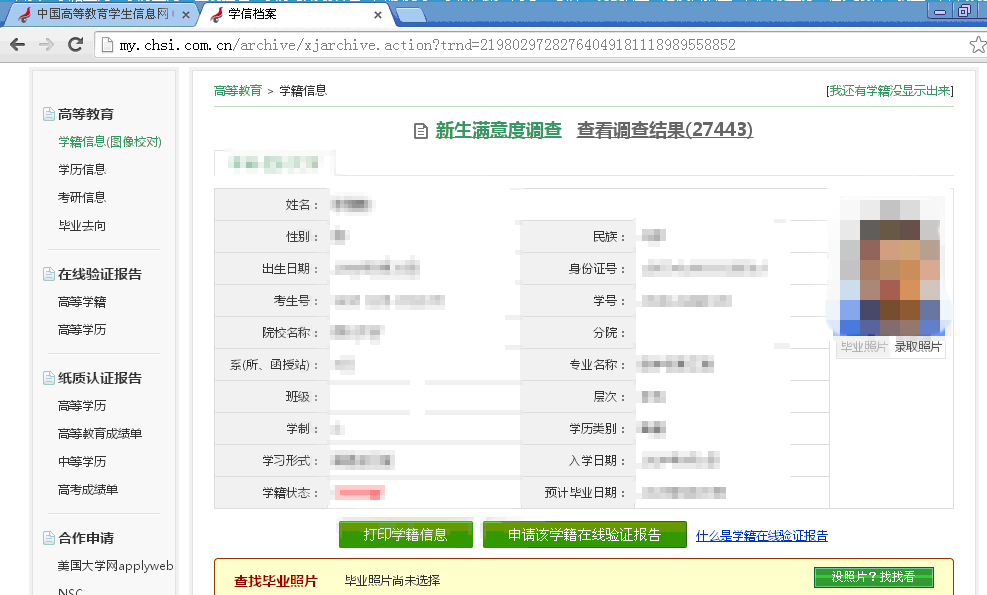 中国高等教育学生信息网
学信档案
my.chsi.com.cn/archive/xjarchive.action?trnd=21980297282764049181118989558852
高等教育
学籍信息(图像校对)
学历信息
考研信息
毕业去向
在线验证报告
高等学籍
高等学历
纸质认证报告
高等学历
高等教育成绩单
中等学历
高考成绩单
合作申请
美国大学网applyweb
NSC
高等教育 > 学籍信息
[我还有学籍没显示出来]
新生满意度调查 查看调查结果(27443)
姓名：
性别： 民族：
出生日期： 身份证号：
考生号： 学号：
院校名称： 分院：
系(所、函授站)： 专业名称：
班级： 层次：
学制： 学历类别：
学习形式： 入学日期：
学籍状态： 预计毕业日期：
毕业照片 录取照片
打印学籍信息 申请该学籍在线验证报告 什么是学籍在线验证报告
查找毕业照片 毕业照片尚未选择 没照片？找找看